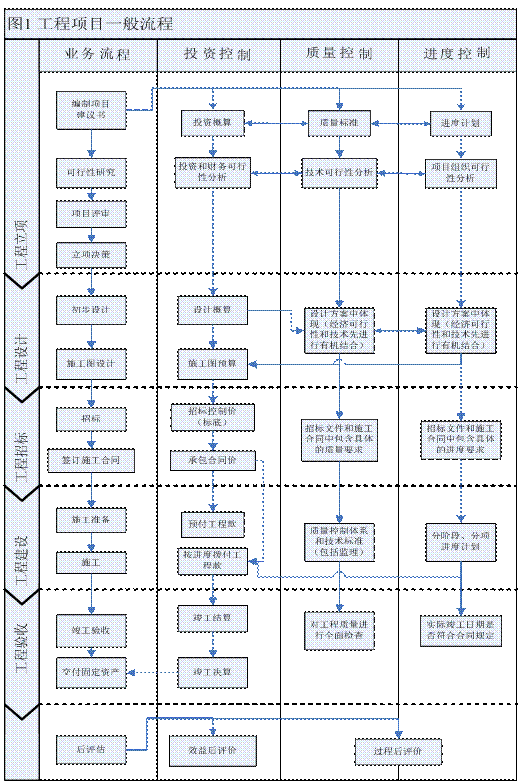 图1 工程项目一般流程
业务流程
投资控制
质量控制
进度控制
工程立项
编制项目
建议书
投资概算
质量标准
进度计划
可行性研究
投资和财务可行
性分析
技术可行性分析
项目组织可行
性分析
项目评审
立项决策
工程设计
初步设计
设计概算
设计方案中体
现（经济可行
性和技术先进
行有机结合）
设计方案中体
现（经济可行
性和技术先进
行有机结合）
施工图设计
施工图预算
工程招标
招标
招标控制价
（标底）
招标文件和施工
合同中包含具体
的质量要求
招标文件和施工
合同中包含具体
的进度要求
签订施工合同
承包合同价
工程建设
施工准备
预付工程款
质量控制体系
和技术标准
（包括监理）
分阶段、分项
进度计划
施工
按进度拨付工
程款
工程验收
竣工验收
竣工结算
对工程质量进
行全面检查
实际竣工日期是
否符合合同规定
交付固定资产
竣工决算
后评估
效益后评价
过程后评价